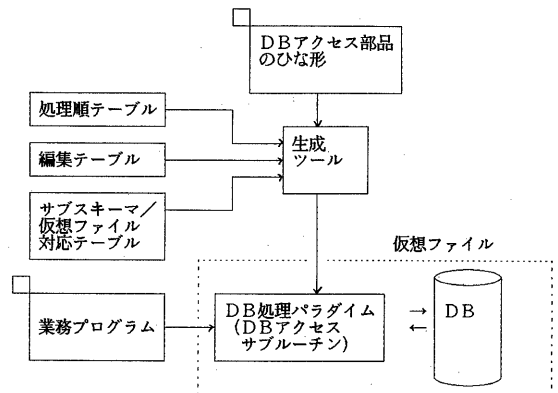 DBアクセス部品
のひな形
処理順テーブル
編集テーブル
サブスキーマ/
仮想ファイル
対応テーブル
生成
ツール
仮想ファイル
業務プログラム
DB処理パラダイム
(DBアクセス
サブルーチン)
→
←
DB